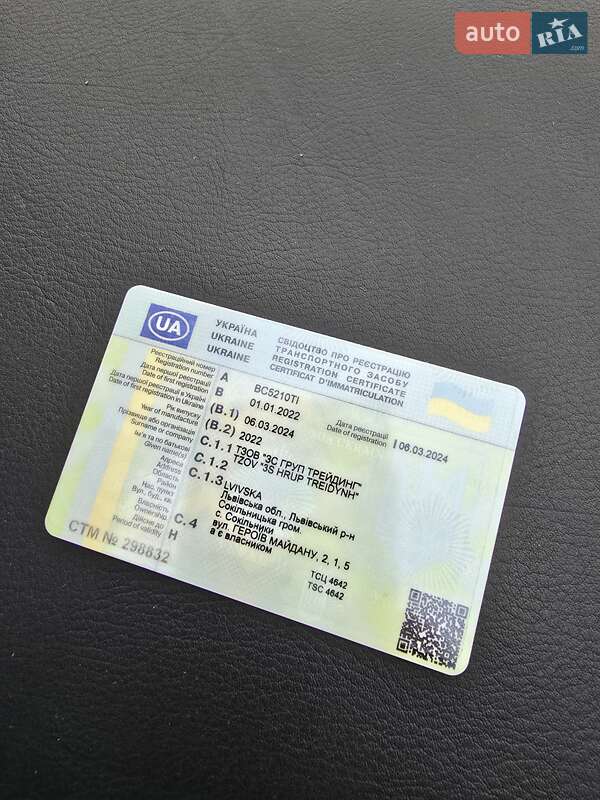 auto RIA .com
UA
УКРАЇНА
UKRAINE
UKRAINE
СВІДОЦТВО ПРО РЕЄСТРАЦІЮ
ТРАНСПОРТНОГО ЗАСОБУ
REGISTRATION CERTIFICATE
CERTIFICAT D'IMMATRICULATION
Реєстраційний номер
Registration number
A BC5210TI
Дата першої реєстрації
Date of first registration
B 01.01.2022
Дата першої реєстрації в Україні
Date of first registration in Ukraine
(B.1) 06.03.2024
Дата реєстрації
Date of registration
I 06.03.2024
Рік випуску
Year of manufacture
(B.2) 2022
Прізвище або організація
Surname or company
C.1.1 ТЗОВ "3С ГРУП ТРЕЙДИНГ"
TZOV "3S HRUP TREIDYNH"
Ім'я та по батькові
Given name(s)
C.1.2
Адреса
Address
C.1.3 LVIVSKA
Область
Район
Нас. пункт
Вул., буд., кв.
Львівська обл., Львівський р-н
Сокільницька гром.
с. Сокільники
вул. ГЕРОЇВ МАЙДАНУ, 2, 1, 5
Власність
Ownership
C.4 а є власником
Дійсне до
Period of validity
H
СТМ № 298632
ТСЦ 4642
TSC 4642